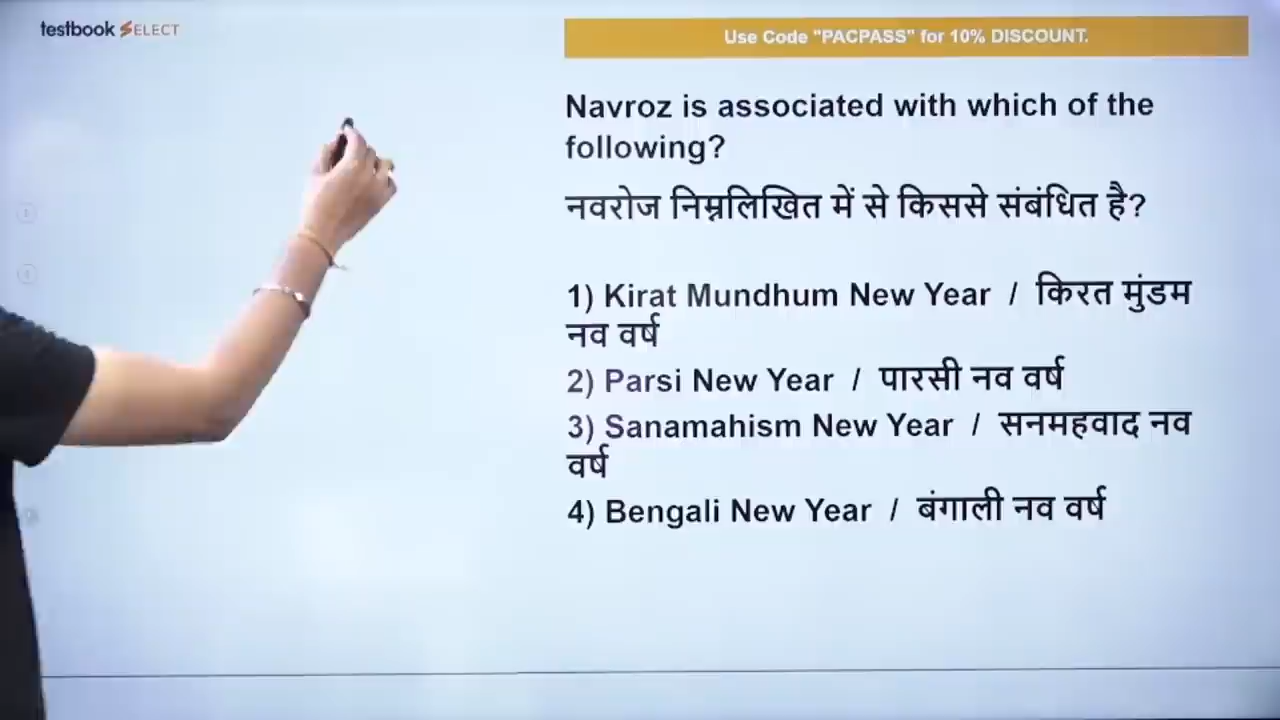 testbook SELECT
Use Code "PACPASS" for 10% DISCOUNT.
Navroz is associated with which of the
following?
नवरोज निम्नलिखित में से किससे संबंधित है?
1) Kirat Mundhum New Year / किरत मुंडम
नव वर्ष
2) Parsi New Year / पारसी नव वर्ष
3) Sanamahism New Year / सनमहवाद नव
वर्ष
4) Bengali New Year / बंगाली नव वर्ष